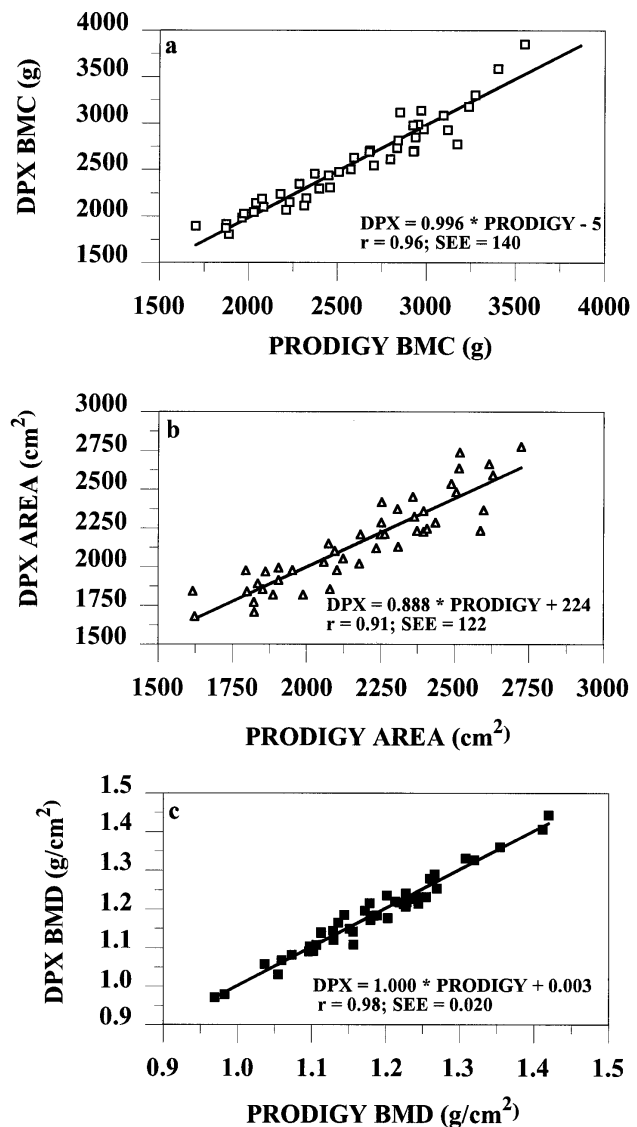 a
4000
3500
3000
2500
2000
1500
DPX BMC (g)
DPX = 0.996 * PRODIGY - 5
r = 0.96; SEE = 140
1500 2000 2500 3000 3500 4000
PRODIGY BMC (g)
b
3000
2750
2500
2250
2000
1750
1500
DPX AREA (cm²)
DPX = 0.888 * PRODIGY + 224
r = 0.91; SEE = 122
1500 1750 2000 2250 2500 2750 3000
PRODIGY AREA (cm²)
c
1.5
1.4
1.3
1.2
1.1
1.0
0.9
DPX BMD (g/cm²)
DPX = 1.000 * PRODIGY + 0.003
r = 0.98; SEE = 0.020
0.9 1.0 1.1 1.2 1.3 1.4 1.5
PRODIGY BMD (g/cm²)